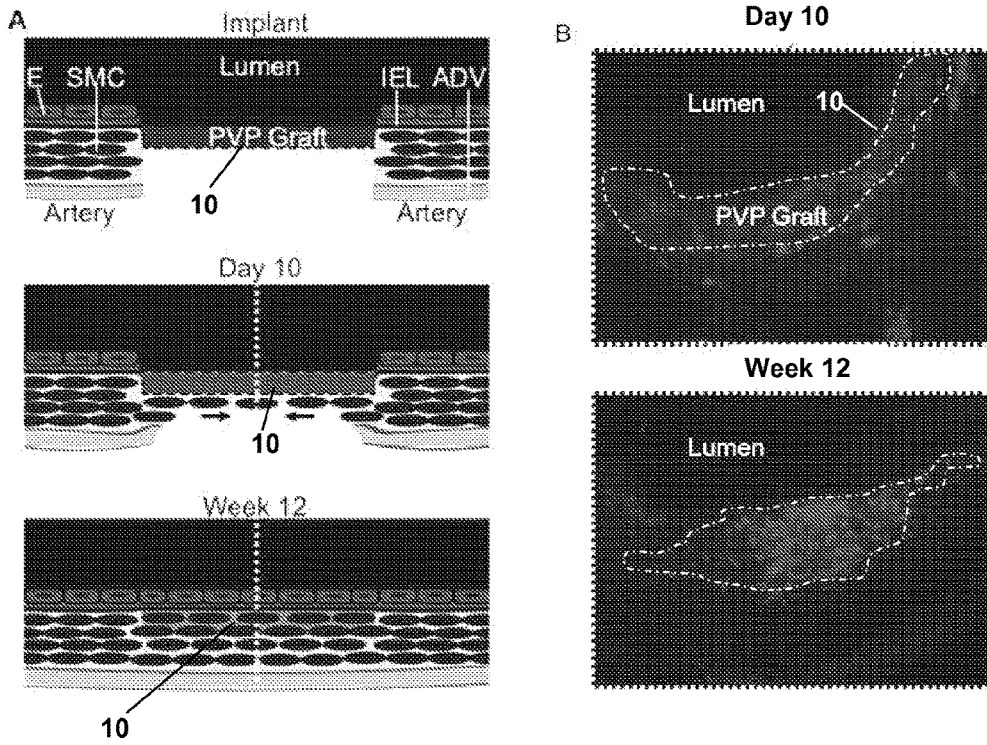 A
Implant
Lumen
E SMC IEL ADV
PVP Graft
10
Artery Artery
Day 10
10
Week 12
10
B
Day 10
Lumen
10
PVP Graft
Week 12
Lumen